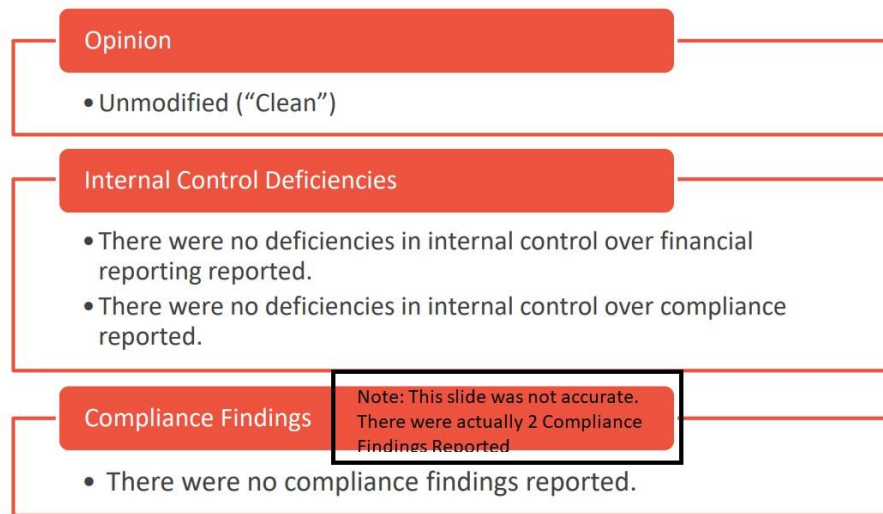 Opinion
• Unmodified (“Clean”)
Internal Control Deficiencies
• There were no deficiencies in internal control over financial
reporting reported.
• There were no deficiencies in internal control over compliance
reported.
Compliance Findings
Note: This slide was not accurate.
There were actually 2 Compliance
Findings Reported
• There were no compliance findings reported.